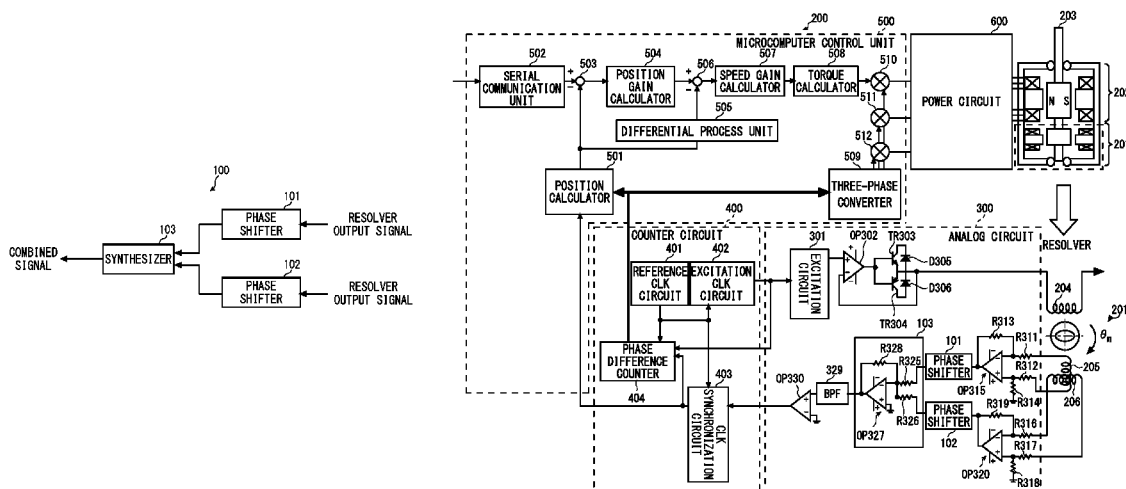 100
101
PHASE
SHIFTER
RESOLVER
OUTPUT SIGNAL
103
COMBINED
SIGNAL
SYNTHESIZER
102
PHASE
SHIFTER
RESOLVER
OUTPUT SIGNAL
200
500
MICROCOMPUTER CONTROL UNIT
502
SERIAL
COMMUNICATION
UNIT
+
−
503
504
POSITION
GAIN
CALCULATOR
+
−
506
507
SPEED GAIN
CALCULATOR
508
TORQUE
CALCULATOR
510
511
512
505
DIFFERENTIAL PROCESS UNIT
501
POSITION
CALCULATOR
509
THREE-PHASE
CONVERTER
600
POWER CIRCUIT
203
N S
202
201
400
COUNTER CIRCUIT
401
REFERENCE
CLK
CIRCUIT
402
EXCITATION
CLK
CIRCUIT
PHASE
DIFFERENCE
COUNTER
404
403
CLK
SYNCHRONIZATION
CIRCUIT
300
ANALOG CIRCUIT
301
EXCITATION
CIRCUIT
OP302
+
−
TR303
D305
D306
TR304
RESOLVER
204
201
θm
205
206
103
R328
R325
R326
OP327
−
+
329
BPF
OP330
+
−
101
PHASE
SHIFTER
102
PHASE
SHIFTER
R313
R311
R312
R314
OP315
−
+
R319
R316
R317
R318
OP320
−
+